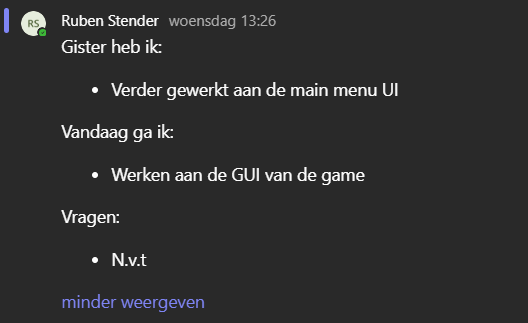 RS Ruben Stender woensdag 13:26
Gister heb ik:
• Verder gewerkt aan de main menu UI
Vandaag ga ik:
• Werken aan de GUI van de game
Vragen:
• N.v.t
minder weergeven